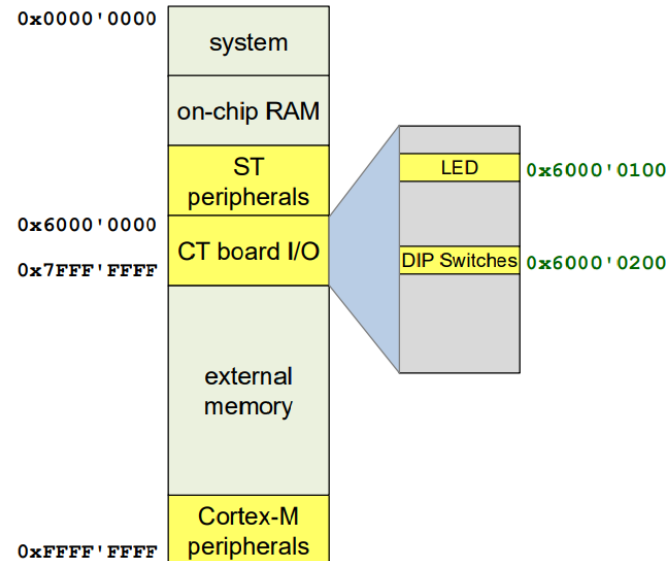 0x0000'0000
system
on-chip RAM
ST
peripherals
LED
0x6000'0100
0x6000'0000
CT board I/O
0x7FFF'FFFF
DIP Switches
0x6000'0200
external
memory
Cortex-M
peripherals
0xFFFF'FFFF